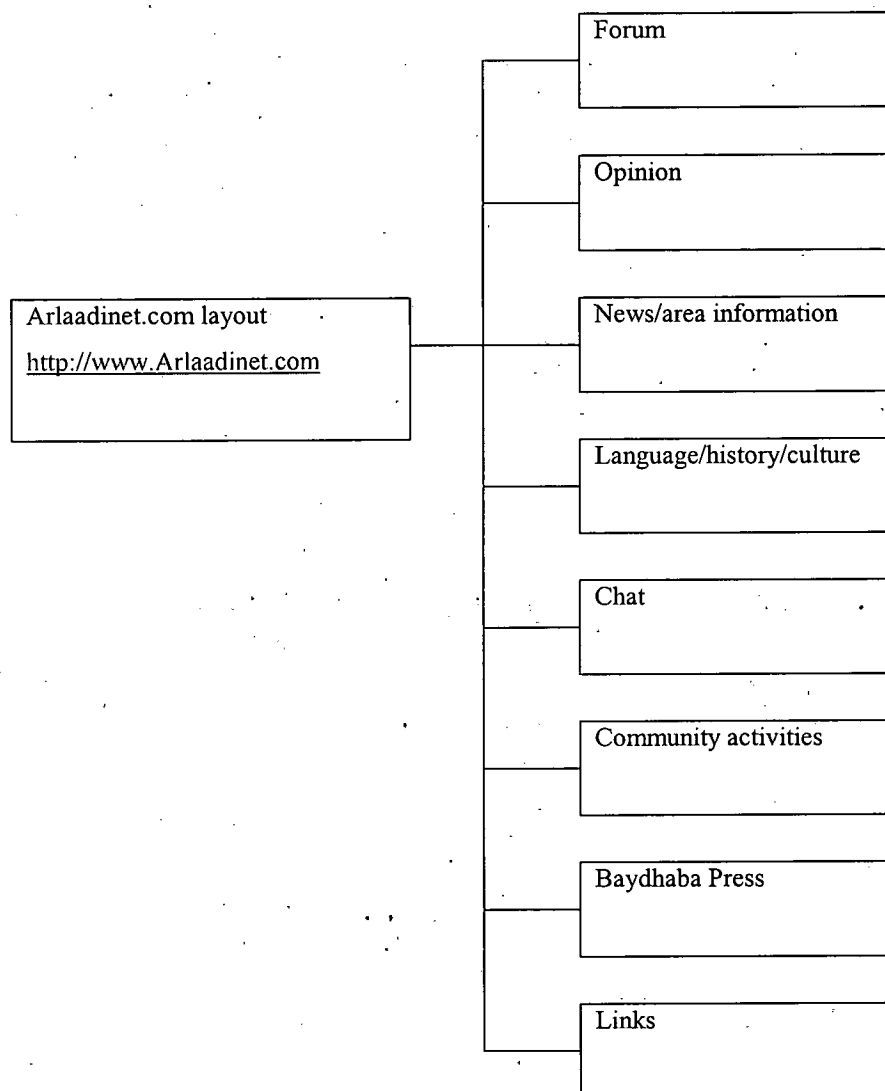 Forum
Opinion
Arlaadinet.com layout
http://www.Arlaadinet.com
News/area information
Language/history/culture
Chat
Community activities
Baydhaba Press
Links